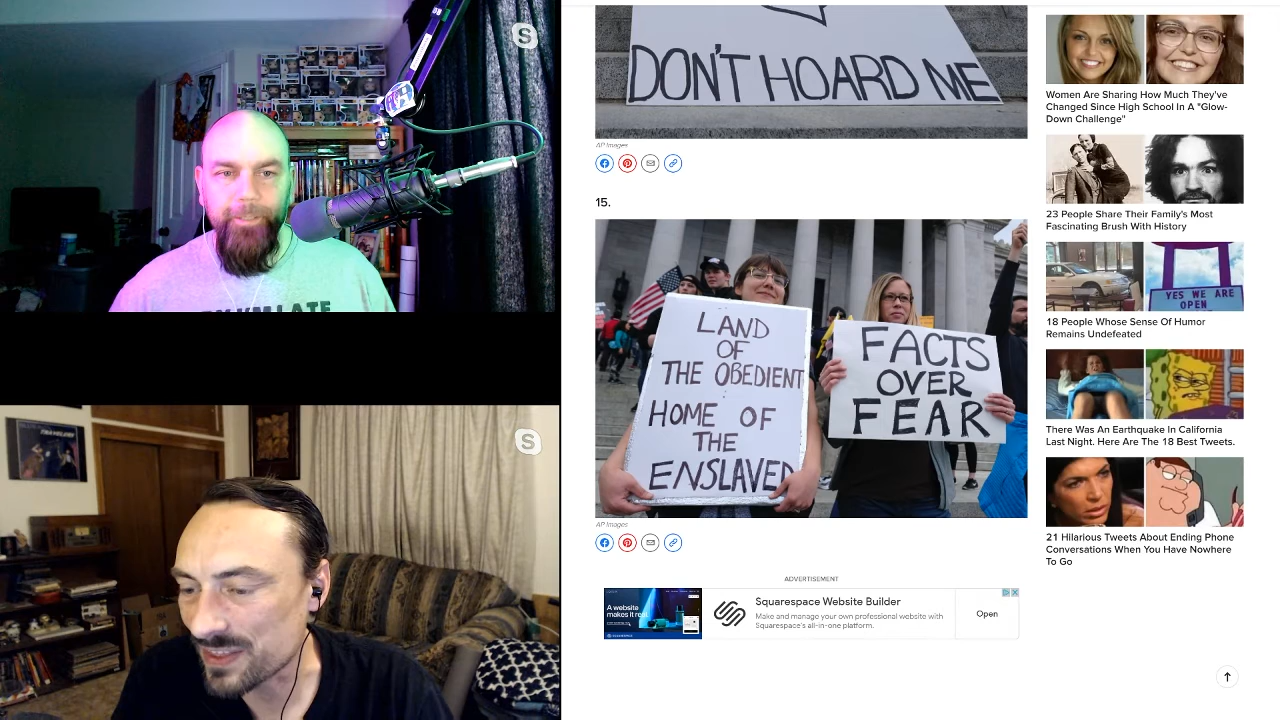 DON'T HOARD ME
AP Images
15.
LAND
OF
THE OBEDIENT
HOME OF
THE
ENSLAVED
FACTS
OVER
FEAR
AP Images
ADVERTISEMENT
A website
makes it real
Squarespace Website Builder
Make and manage your own professional website with
Squarespace's all-in-one platform.
Open
Women Are Sharing How Much They've
Changed Since High School In A "Glow-
Down Challenge"
23 People Share Their Family's Most
Fascinating Brush With History
YES WE ARE
OPEN
18 People Whose Sense Of Humor
Remains Undefeated
There Was An Earthquake In California
Last Night. Here Are The 18 Best Tweets.
21 Hilarious Tweets About Ending Phone
Conversations When You Have Nowhere
To Go
S
S
TRAVELERS
I'M LATE